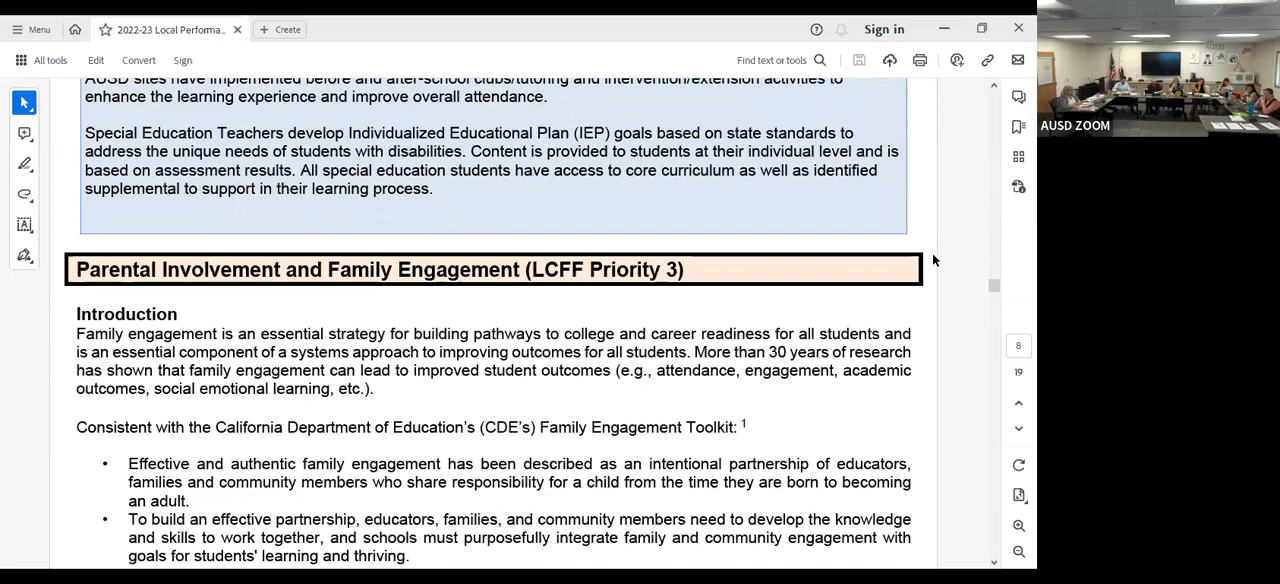 Menu
2022-23 Local Performa...
Create
Sign in
All tools
Edit
Convert
Sign
Find text or tools
AUSD sites have implemented before and after-school clubs/tutoring and intervention/extension activities to
enhance the learning experience and improve overall attendance.
Special Education Teachers develop Individualized Educational Plan (IEP) goals based on state standards to
address the unique needs of students with disabilities. Content is provided to students at their individual level and is
based on assessment results. All special education students have access to core curriculum as well as identified
supplemental to support in their learning process.
Parental Involvement and Family Engagement (LCFF Priority 3)
Introduction
Family engagement is an essential strategy for building pathways to college and career readiness for all students and
is an essential component of a systems approach to improving outcomes for all students. More than 30 years of research
has shown that family engagement can lead to improved student outcomes (e.g., attendance, engagement, academic
outcomes, social emotional learning, etc.).
Consistent with the California Department of Education's (CDE's) Family Engagement Toolkit: 1
• Effective and authentic family engagement has been described as an intentional partnership of educators,
families and community members who share responsibility for a child from the time they are born to becoming
an adult.
• To build an effective partnership, educators, families, and community members need to develop the knowledge
and skills to work together, and schools must purposefully integrate family and community engagement with
goals for students' learning and thriving.
8
19
AUSD
AUSD ZOOM